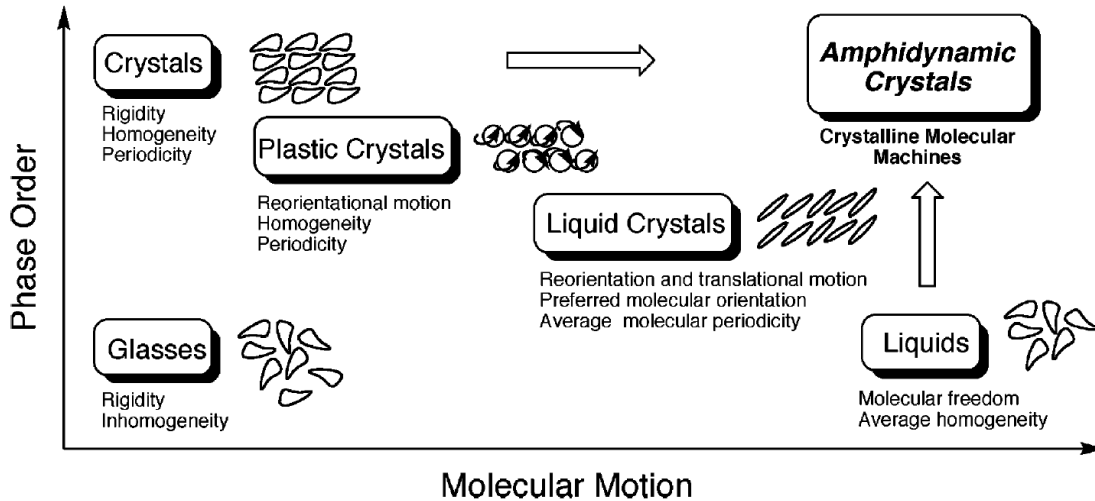 Phase Order
Crystals
Rigidity
Homogeneity
Periodicity
Plastic Crystals
Reorientational motion
Homogeneity
Periodicity
Liquid Crystals
Reorientation and translational motion
Preferred molecular orientation
Average molecular periodicity
Amphidynamic
Crystals
Crystalline Molecular
Machines
Glasses
Rigidity
Inhomogeneity
Liquids
Molecular freedom
Average homogeneity
Molecular Motion